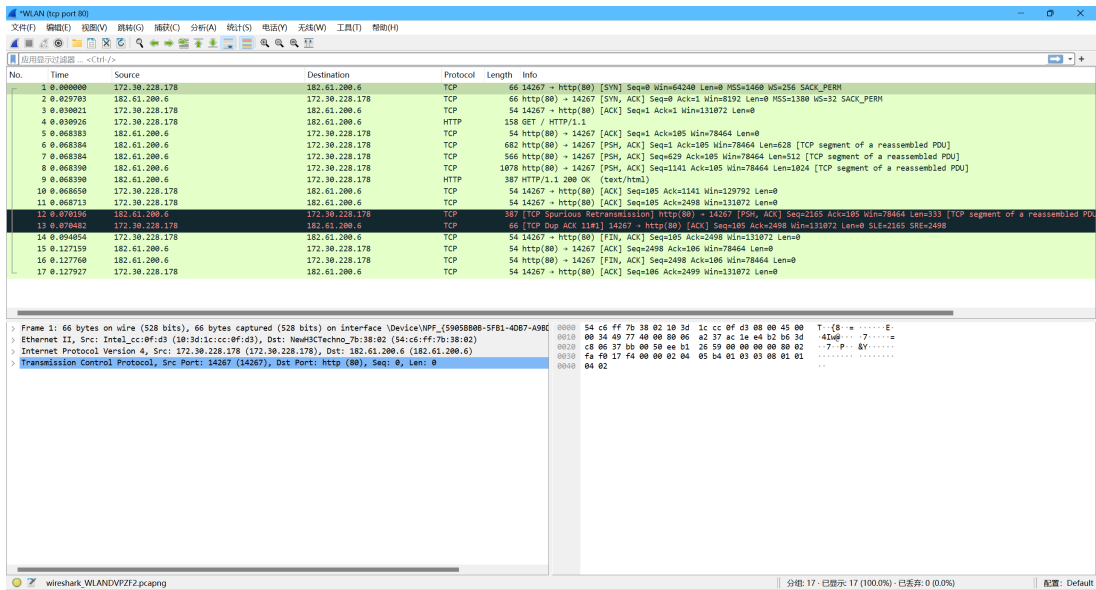 *WLAN (tcp port 80)
文件(F) 编辑(E) 视图(V) 跳转(G) 捕获(C) 分析(A) 统计(S) 电话(Y) 无线(W) 工具(T) 帮助(H)
应用显示过滤器 … <Ctrl-/>
No. Time Source Destination Protocol Length Info
1 0.000000 172.30.228.178 182.61.200.6 TCP 66 14267 → http(80) [SYN] Seq=0 Win=64240 Len=0 MSS=1460 WS=256 SACK_PERM
2 0.029703 182.61.200.6 172.30.228.178 TCP 66 http(80) → 14267 [SYN, ACK] Seq=0 Ack=1 Win=8192 Len=0 MSS=1380 WS=32 SACK_PERM
3 0.030021 172.30.228.178 182.61.200.6 TCP 54 14267 → http(80) [ACK] Seq=1 Ack=1 Win=131072 Len=0
4 0.030926 172.30.228.178 182.61.200.6 HTTP 158 GET / HTTP/1.1
5 0.068383 182.61.200.6 172.30.228.178 TCP 54 http(80) → 14267 [ACK] Seq=1 Ack=105 Win=78464 Len=0
6 0.068384 182.61.200.6 172.30.228.178 TCP 682 http(80) → 14267 [PSH, ACK] Seq=1 Ack=105 Win=78464 Len=628 [TCP segment of a reassembled PDU]
7 0.068384 182.61.200.6 172.30.228.178 TCP 566 http(80) → 14267 [PSH, ACK] Seq=629 Ack=105 Win=78464 Len=512 [TCP segment of a reassembled PDU]
8 0.068390 182.61.200.6 172.30.228.178 TCP 1078 http(80) → 14267 [PSH, ACK] Seq=1141 Ack=105 Win=78464 Len=1024 [TCP segment of a reassembled PDU]
9 0.068390 182.61.200.6 172.30.228.178 HTTP 387 HTTP/1.1 200 OK (text/html)
10 0.068650 172.30.228.178 182.61.200.6 TCP 54 14267 → http(80) [ACK] Seq=105 Ack=1141 Win=129792 Len=0
11 0.068713 172.30.228.178 182.61.200.6 TCP 54 14267 → http(80) [ACK] Seq=105 Ack=2498 Win=131072 Len=0
12 0.070196 182.61.200.6 172.30.228.178 TCP 387 [TCP Spurious Retransmission] http(80) → 14267 [PSH, ACK] Seq=2165 Ack=105 Win=78464 Len=333 [TCP segment of a reassembled PDU
13 0.070482 172.30.228.178 182.61.200.6 TCP 66 [TCP Dup ACK 11#1] 14267 → http(80) [ACK] Seq=105 Ack=2498 Win=131072 Len=0 SLE=2165 SRE=2498
14 0.094054 172.30.228.178 182.61.200.6 TCP 54 14267 → http(80) [FIN, ACK] Seq=105 Ack=2498 Win=131072 Len=0
15 0.127159 182.61.200.6 172.30.228.178 TCP 54 http(80) → 14267 [ACK] Seq=2498 Ack=106 Win=78464 Len=0
16 0.127760 182.61.200.6 172.30.228.178 TCP 54 http(80) → 14267 [FIN, ACK] Seq=2498 Ack=106 Win=78464 Len=0
17 0.127927 172.30.228.178 182.61.200.6 TCP 54 14267 → http(80) [ACK] Seq=106 Ack=2499 Win=131072 Len=0
Frame 1: 66 bytes on wire (528 bits), 66 bytes captured (528 bits) on interface \Device\NPF_{5905BB0B-5FB1-4DB7-A9BD
Ethernet II, Src: Intel_cc:0f:d3 (10:3d:1c:cc:0f:d3), Dst: NewH3CTechno_7b:38:02 (54:c6:ff:7b:38:02)
Internet Protocol Version 4, Src: 172.30.228.178 (172.30.228.178), Dst: 182.61.200.6 (182.61.200.6)
Transmission Control Protocol, Src Port: 14267 (14267), Dst Port: http (80), Seq: 0, Len: 0
0000 54 c6 ff 7b 38 02 10 3d 1c cc 0f d3 08 00 45 00 T··{8··= ······E·
0010 00 34 49 77 40 00 80 06 a2 37 ac 1e e4 b2 b6 3d ·4Iw@··· ·7·····=
0020 c8 06 37 bb 00 50 ee b1 26 59 00 00 00 00 80 02 ··7··P·· &Y······
0030 fa f0 17 f4 00 00 02 04 05 b4 01 03 03 08 01 01 ········ ········
0040 04 02 ··
wireshark_WLANDVPZF2.pcapng 分组: 17 · 已显示: 17 (100.0%) · 已丢弃: 0 (0.0%) 配置: Default